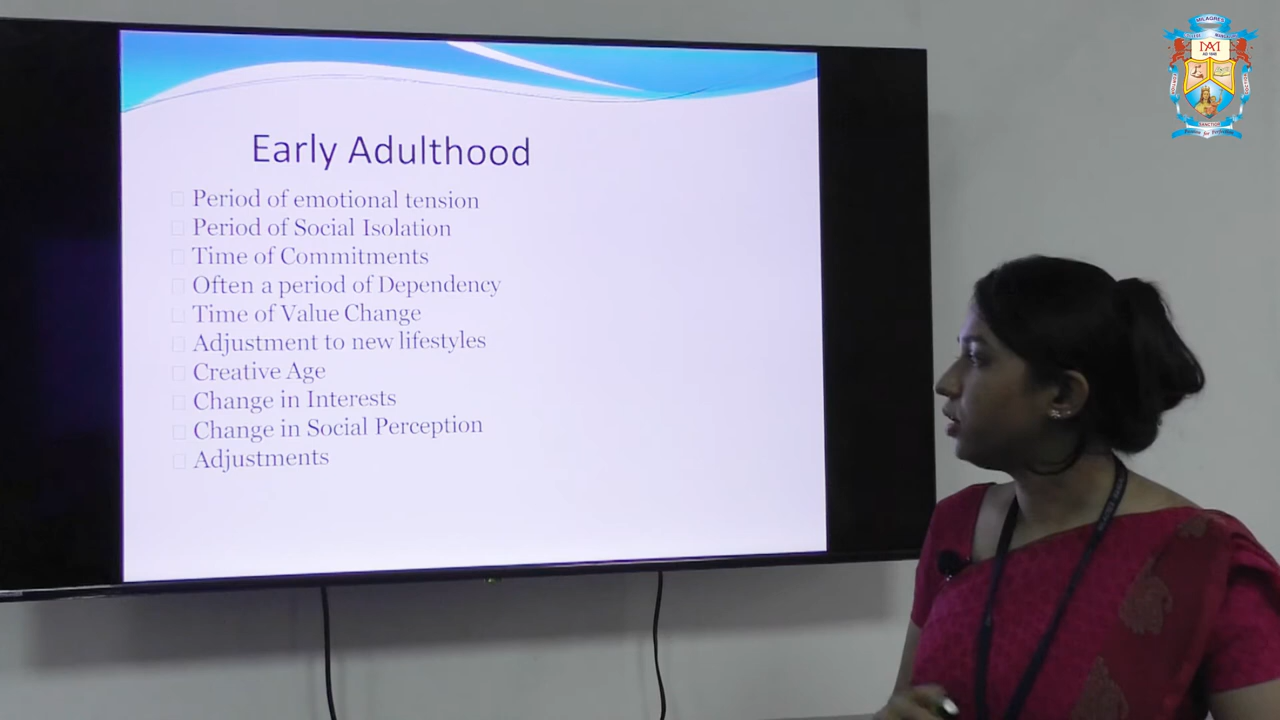 Early Adulthood
Period of emotional tension
Period of Social Isolation
Time of Commitments
Often a period of Dependency
Time of Value Change
Adjustment to new lifestyles
Creative Age
Change in Interests
Change in Social Perception
Adjustments
MILAGRES